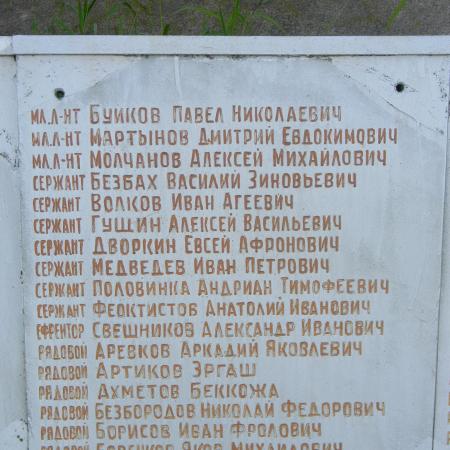 МЛ.Л-НТ БУЙКОВ ПАВЕЛ НИКОЛАЕВИЧ
МЛ.Л-НТ МАРТЫНОВ ДМИТРИЙ ЕВДОКИМОВИЧ
МЛ.Л-НТ МОЛЧАНОВ АЛЕКСЕЙ МИХАЙЛОВИЧ
СЕРЖАНТ БЕЗБАХ ВАСИЛИЙ ЗИНОВЬЕВИЧ
СЕРЖАНТ ВОЛКОВ ИВАН АГЕЕВИЧ
СЕРЖАНТ ГУЩИН АЛЕКСЕЙ ВАСИЛЬЕВИЧ
СЕРЖАНТ ДВОРКИН ЕВСЕЙ АФРОНОВИЧ
СЕРЖАНТ МЕДВЕДЕВ ИВАН ПЕТРОВИЧ
СЕРЖАНТ ПОЛОВИНКА АНДРИАН ТИМОФЕЕВИЧ
СЕРЖАНТ ФЕОКТИСТОВ АНАТОЛИЙ ИВАНОВИЧ
ЕФРЕЙТОР СВЕШНИКОВ АЛЕКСАНДР ИВАНОВИЧ
РЯДОВОЙ АРЕВКОВ АРКАДИЙ ЯКОВЛЕВИЧ
РЯДОВОЙ АРТИКОВ ЭРГАШ
РЯДОВОЙ АХМЕТОВ БЕККОЖА
РЯДОВОЙ БЕЗБОРОДОВ НИКОЛАЙ ФЕДОРОВИЧ
РЯДОВОЙ БОРИСОВ ИВАН ФРОЛОВИЧ
РЯДОВОЙ ЯКОВ МИХАЙЛОВИЧ